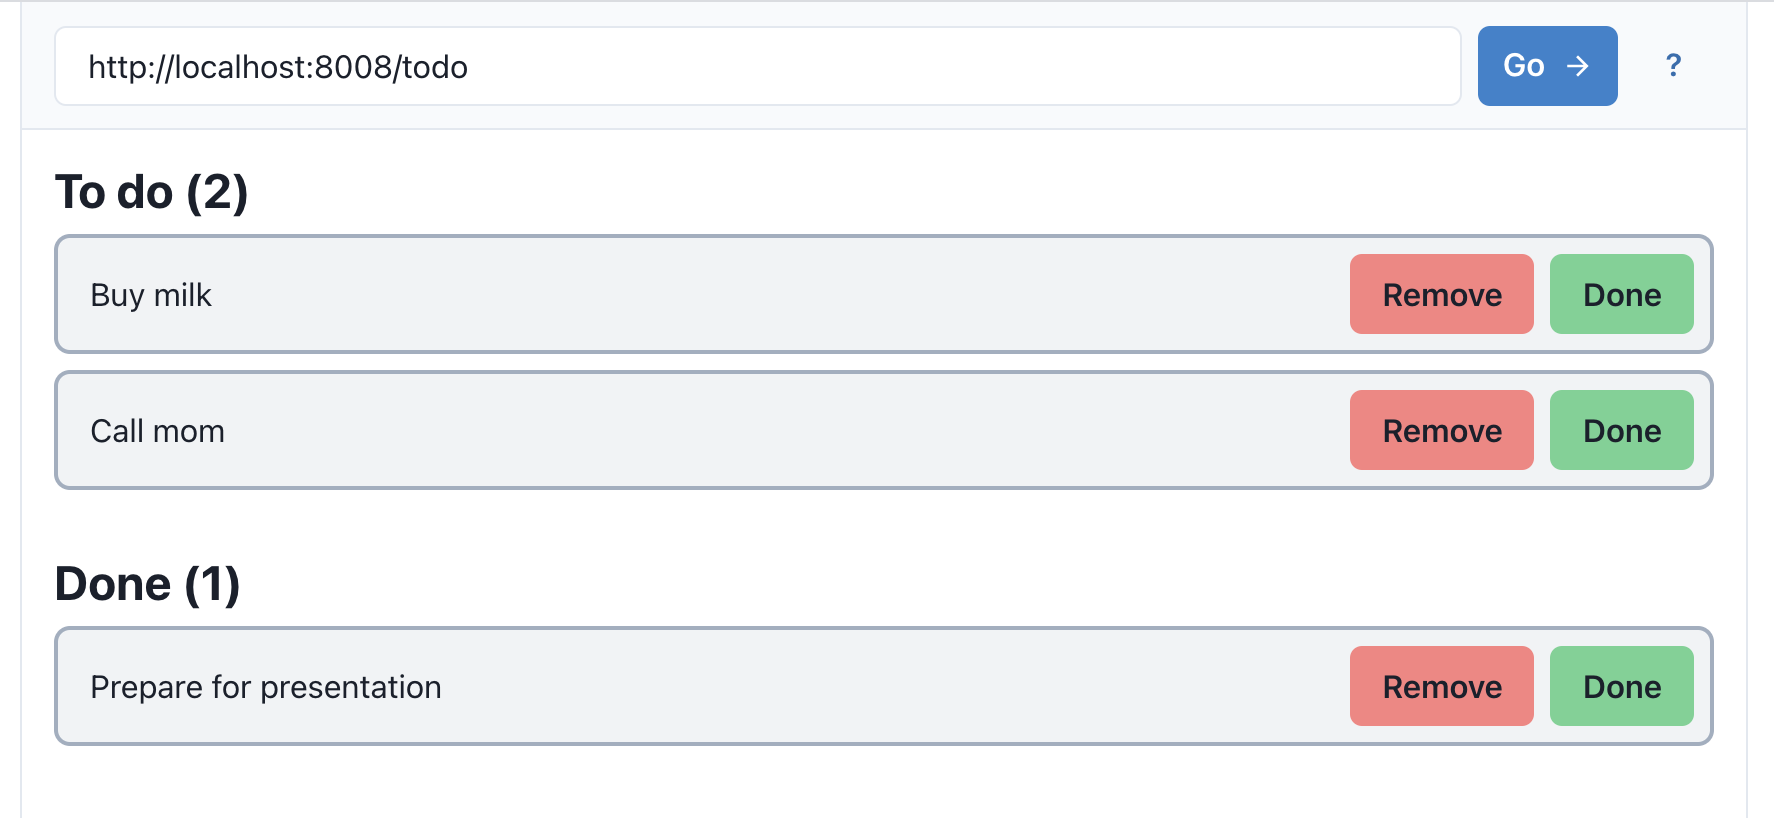 http://localhost:8008/todo Go → ?
To do (2)
Buy milk Remove Done
Call mom Remove Done
Done (1)
Prepare for presentation Remove Done